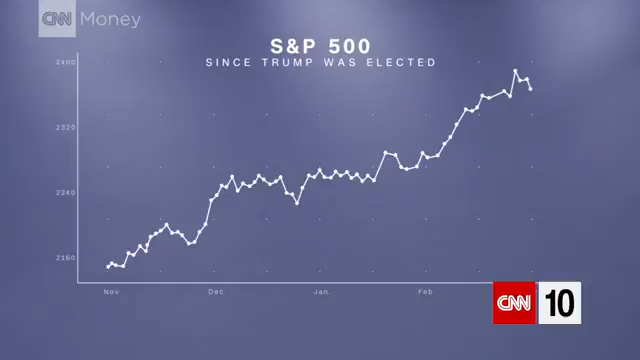 CNN Money
S&P 500
SINCE TRUMP WAS ELECTED
2400
2320
2240
2160
Nov.
Dec.
Jan.
Feb.
CNN 10